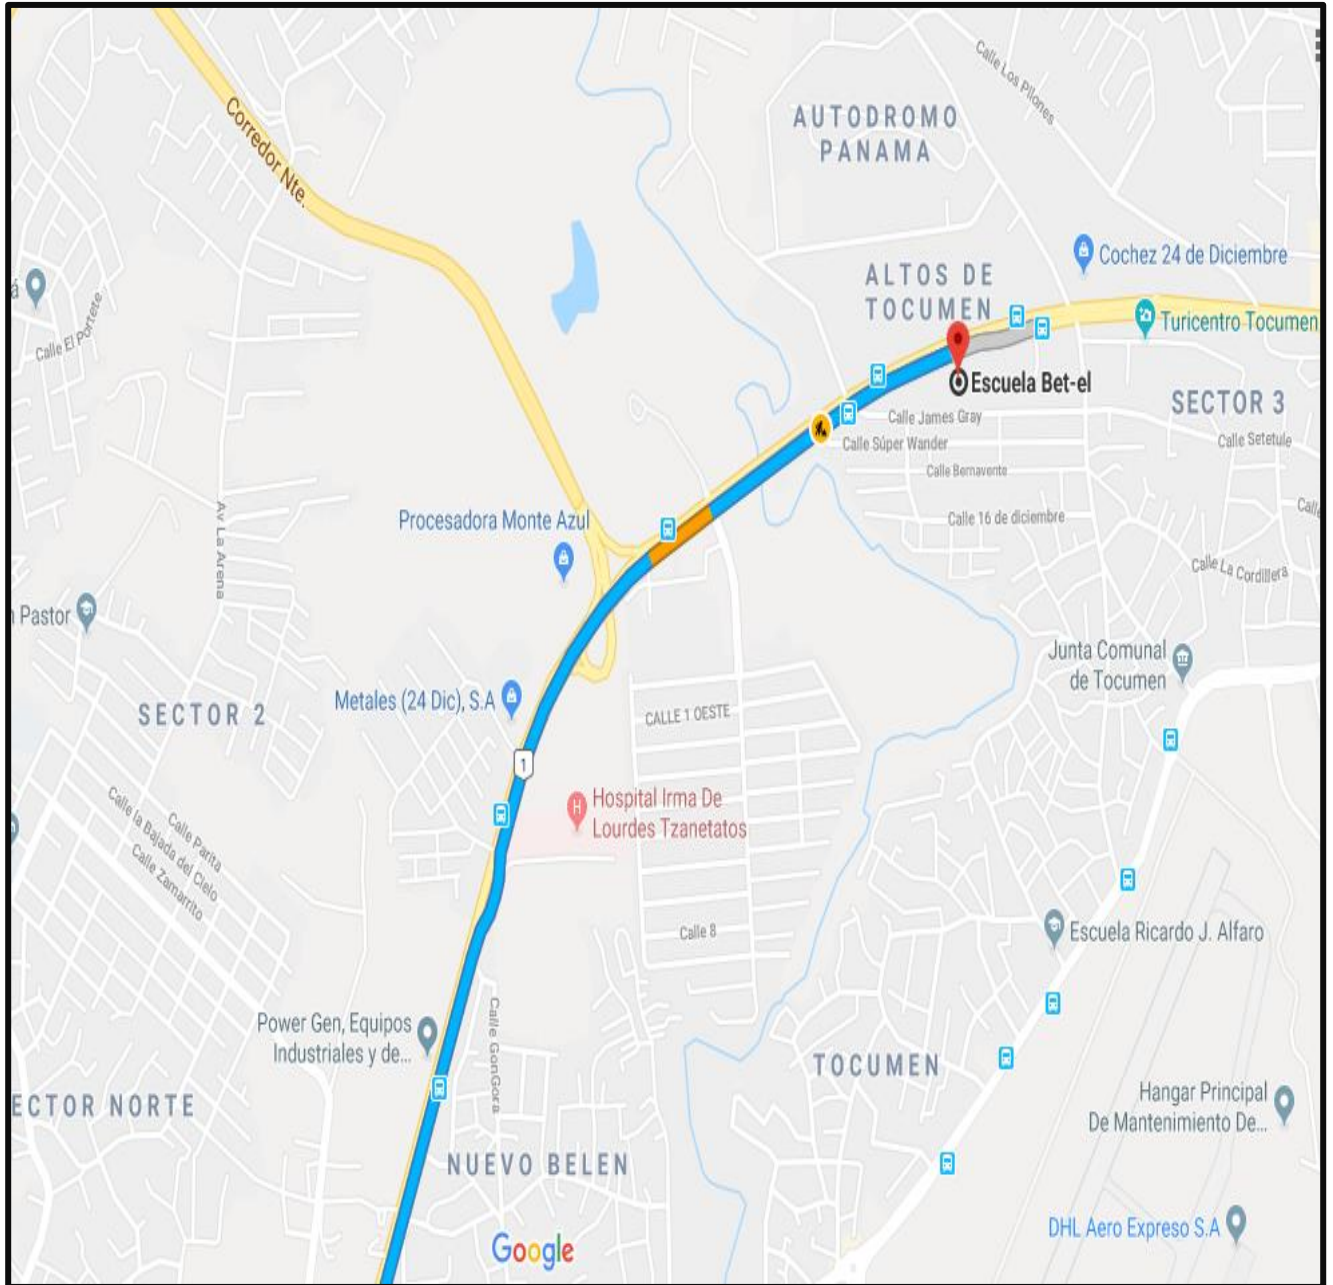 Calle Los Pilones
AUTODROMO
PANAMA
Corredor Nte.
Cochez 24 de Diciembre
ALTOS DE
TOCUMEN
á
Calle El Portete
Turicentro Tocumen
Escuela Bet-el
SECTOR 3
Calle James Gray
Calle Súper Wander
Calle Setetule
Calle Bernavente
Calle
Calle 16 de diciembre
Procesadora Monte Azul
Av La Arena
Calle La Cordillera
Pastor
Junta Comunal
de Tocumen
Metales (24 Dic), S.A
SECTOR 2
CALLE 1 OESTE
1
Hospital Irma De
Lourdes Tzanetatos
H
Calle Parita
Calle la Bajada del Cielo
Calle Zamarrito
Calle 8
Escuela Ricardo J. Alfaro
Power Gen, Equipos
Industriales y de...
Calle GonGora
TOCUMEN
ECTOR NORTE
Hangar Principal
De Mantenimiento De...
NUEVO BELEN
DHL Aero Expreso S.A
Google